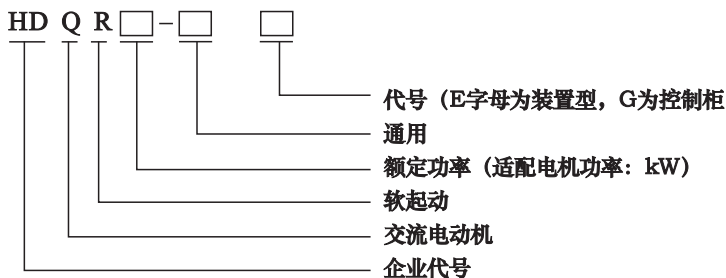 HD Q R □ - □ □
代号（E字母为装置型，G为控制柜
通用
额定功率（适配电机功率：kW）
软起动
交流电动机
企业代号